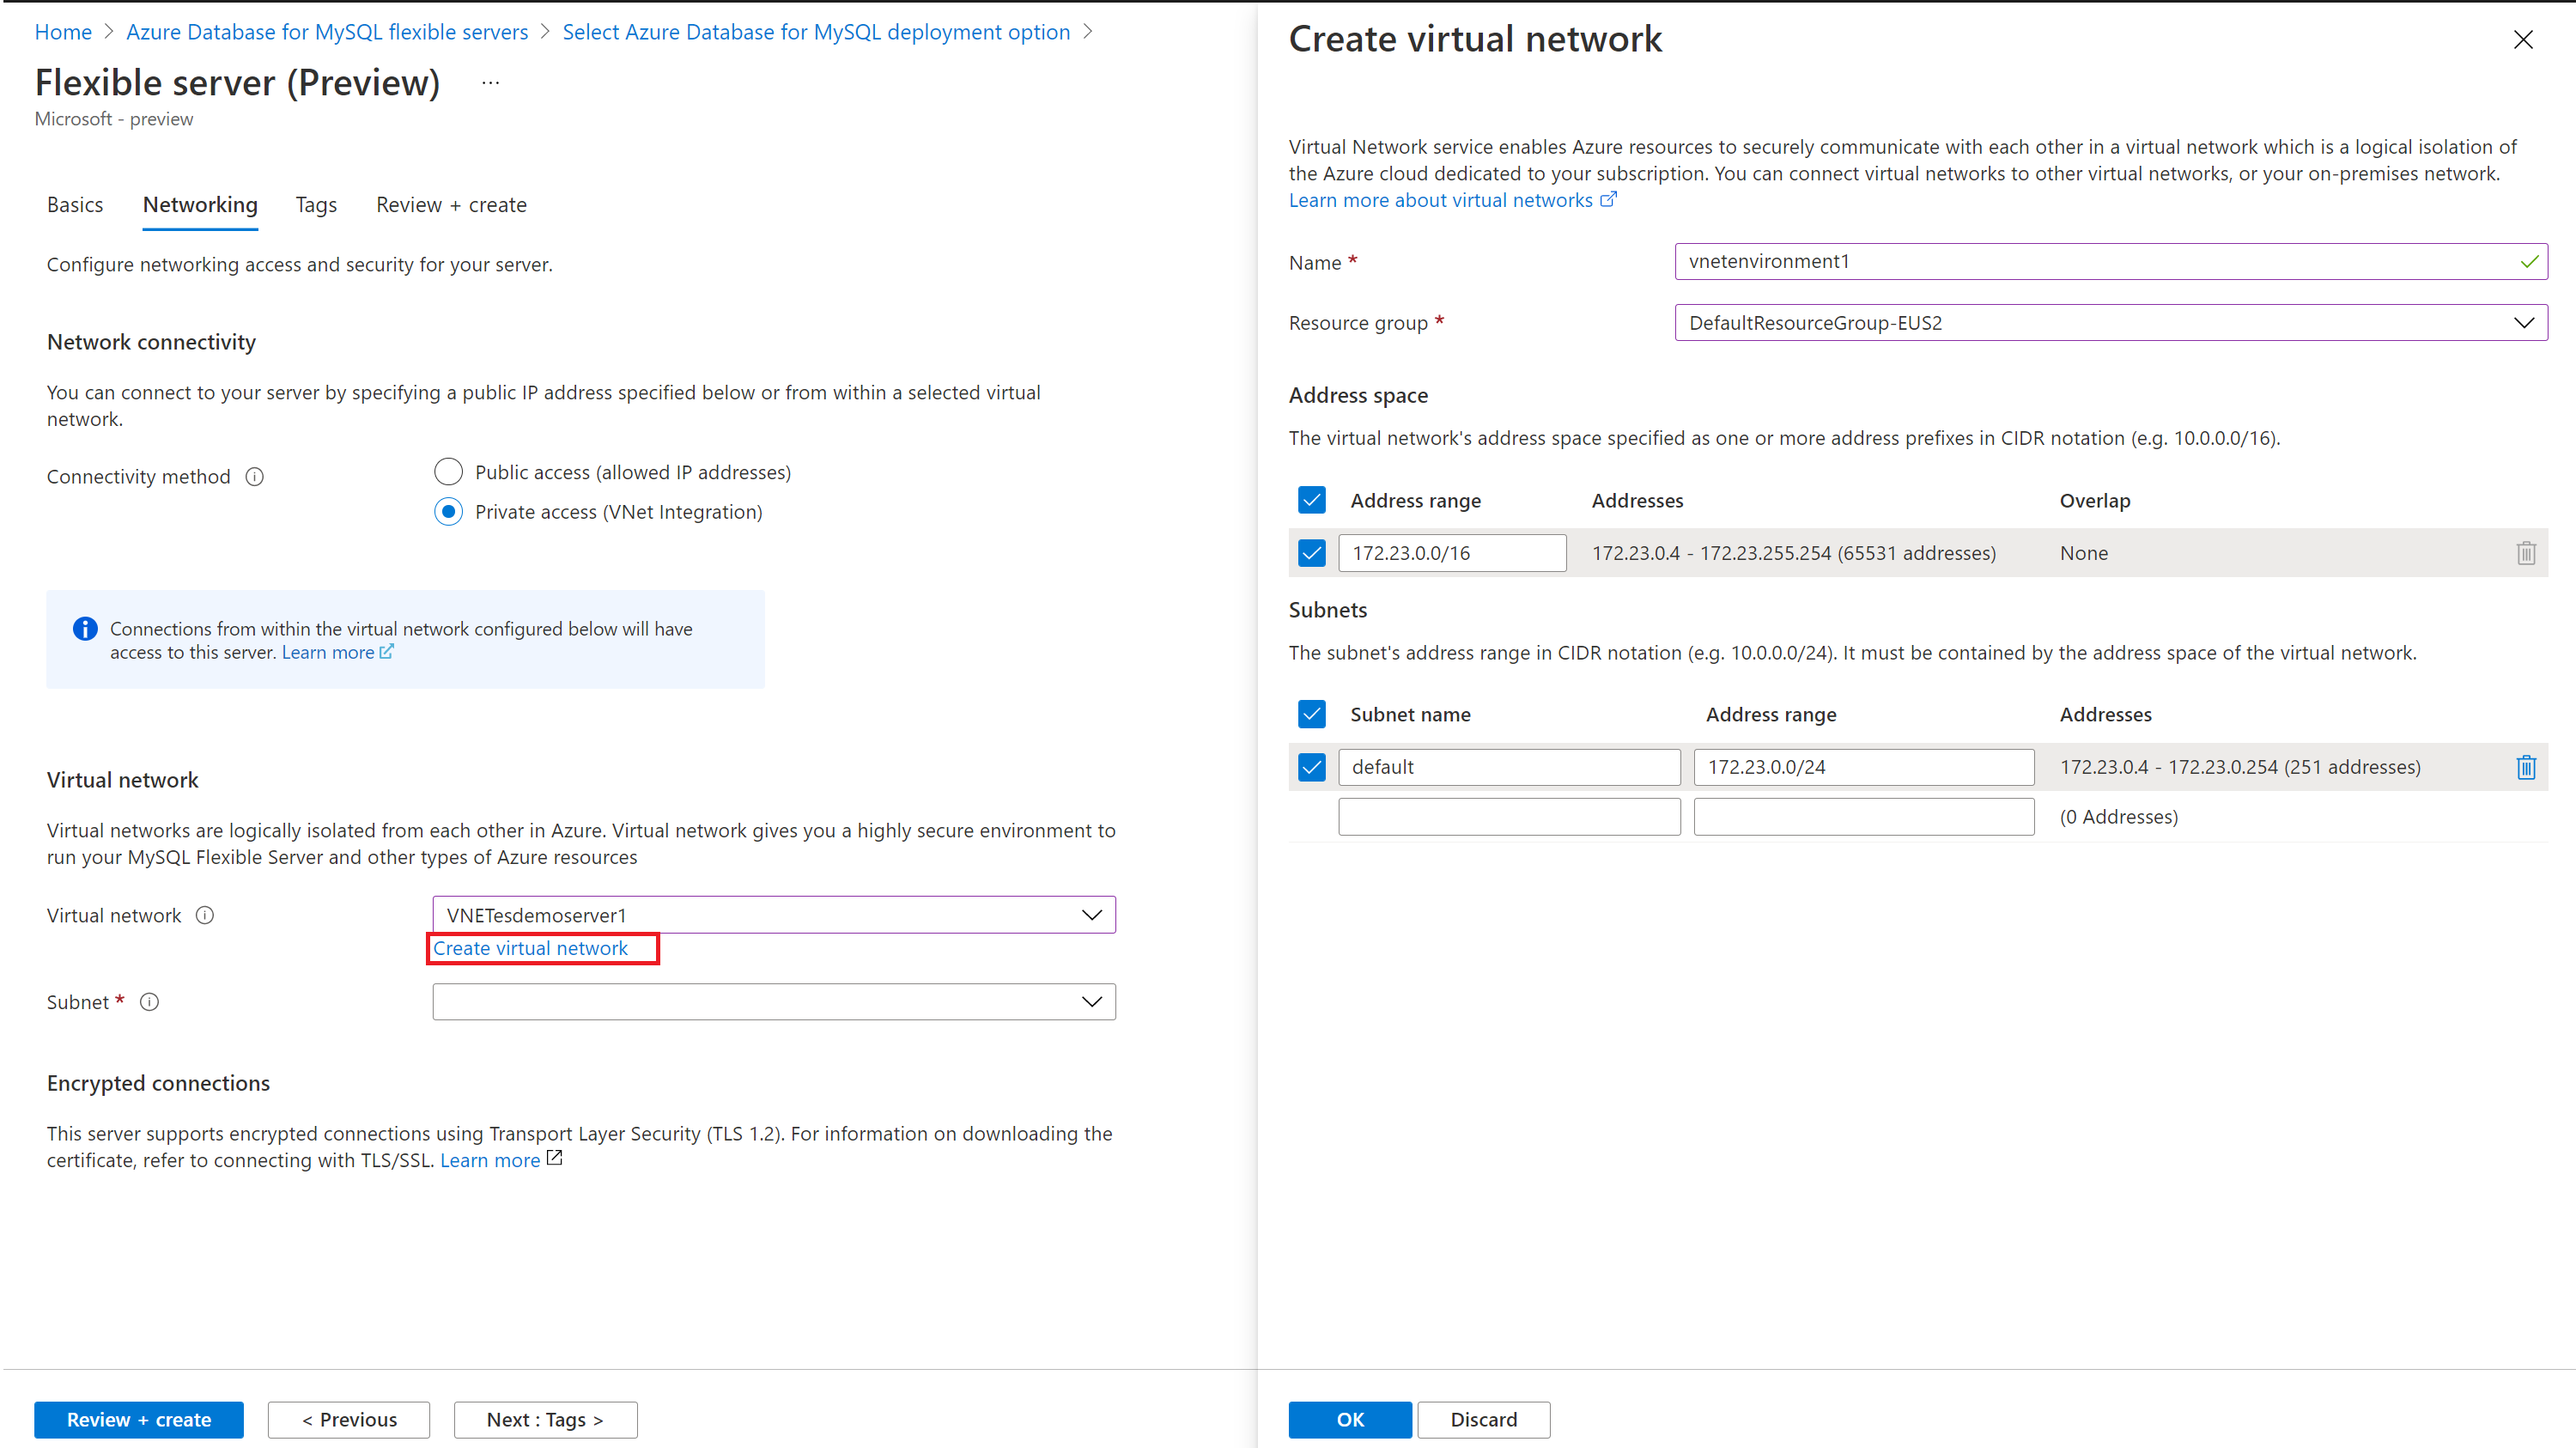 Home > Azure Database for MySQL flexible servers > Select Azure Database for MySQL deployment option >
Flexible server (Preview) ...
Microsoft - preview
Basics Networking Tags Review + create
Configure networking access and security for your server.
Network connectivity
You can connect to your server by specifying a public IP address specified below or from within a selected virtual
network.
Connectivity method
Public access (allowed IP addresses)
Private access (VNet Integration)
Connections from within the virtual network configured below will have
access to this server. Learn more
Virtual network
Virtual networks are logically isolated from each other in Azure. Virtual network gives you a highly secure environment to
run your MySQL Flexible Server and other types of Azure resources
Virtual network
VNETesdemoserver1
Create virtual network
Subnet *
Encrypted connections
This server supports encrypted connections using Transport Layer Security (TLS 1.2). For information on downloading the
certificate, refer to connecting with TLS/SSL. Learn more
Review + create
< Previous
Next : Tags >
Create virtual network
Virtual Network service enables Azure resources to securely communicate with each other in a virtual network which is a logical isolation of
the Azure cloud dedicated to your subscription. You can connect virtual networks to other virtual networks, or your on-premises network.
Learn more about virtual networks
Name * vnetenvironment1
Resource group * DefaultResourceGroup-EUS2
Address space
The virtual network's address space specified as one or more address prefixes in CIDR notation (e.g. 10.0.0.0/16).
Address range Addresses Overlap
172.23.0.0/16 172.23.0.4 - 172.23.255.254 (65531 addresses) None
Subnets
The subnet's address range in CIDR notation (e.g. 10.0.0.0/24). It must be contained by the address space of the virtual network.
Subnet name Address range Addresses
default 172.23.0.0/24 172.23.0.4 - 172.23.0.254 (251 addresses)
(0 Addresses)
OK
Discard